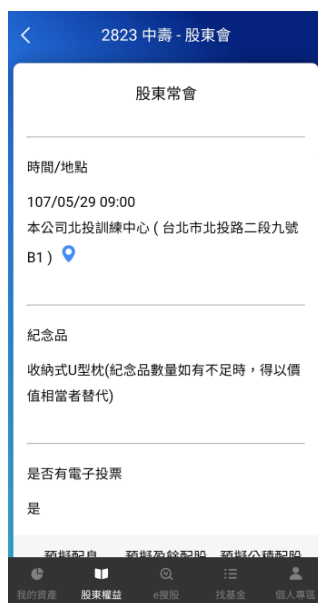 2823 中壽 - 股東會
股東常會
時間/地點
107/05/29 09:00
本公司北投訓練中心 ( 台北市北投路二段九號
B1 )
紀念品
收納式U型枕(紀念品數量如有不足時，得以價
值相當者替代)
是否有電子投票
是
預擬配息 預擬盈餘配股 預擬公積配股
我的資產 股東權益 e搜股 找基金 個人專區